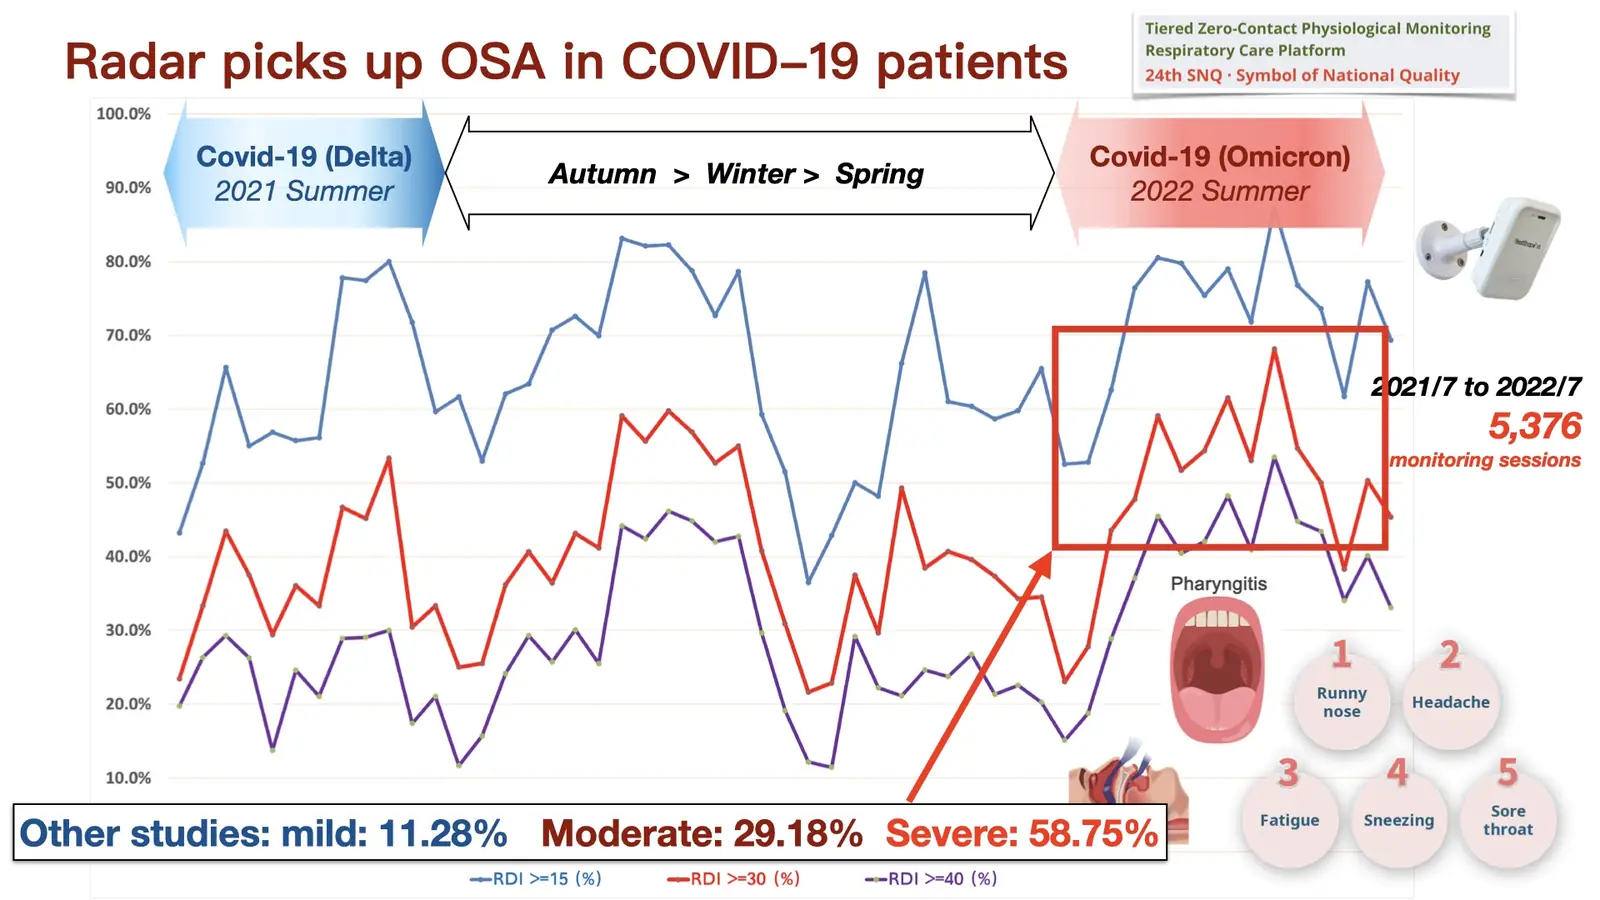 Radar picks up OSA in COVID–19 patients
Tiered Zero-Contact Physiological Monitoring
Respiratory Care Platform
24th SNQ · Symbol of National Quality
100.0%
90.0%
80.0%
70.0%
60.0%
50.0%
40.0%
30.0%
20.0%
10.0%
Covid-19 (Delta)
2021 Summer
Autumn > Winter > Spring
Covid-19 (Omicron)
2022 Summer
2021/7 to 2022/7
5,376
monitoring sessions
Pharyngitis
1
Runny
nose
2
Headache
3
Fatigue
4
Sneezing
5
Sore
throat
Other studies: mild: 11.28% Moderate: 29.18% Severe: 58.75%
RDI >=15 (%)
RDI >=30 (%)
RDI >=40 (%)